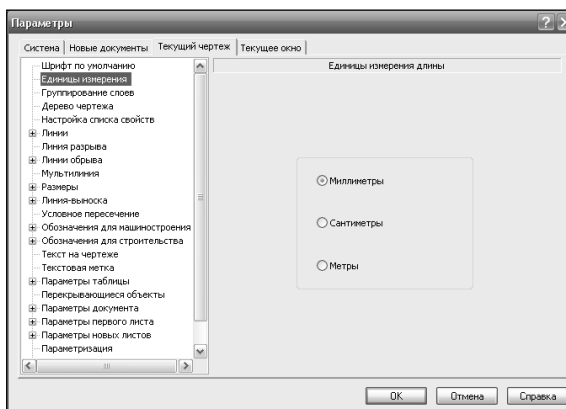 Параметры
Система Новые документы Текущий чертеж Текущее окно
Шрифт по умолчанию
Единицы измерения
Группирование слоев
Дерево чертежа
Настройка списка свойств
Линии
Линия разрыва
Линии обрыва
Мультилиния
Размеры
Линия-выноска
Условное пересечение
Обозначения для машиностроения
Обозначения для строительства
Текст на чертеже
Текстовая метка
Параметры таблицы
Перекрывающиеся объекты
Параметры документа
Параметры первого листа
Параметры новых листов
Параметризация
Единицы измерения длины
Миллиметры
Сантиметры
Метры
OK Отмена Справка